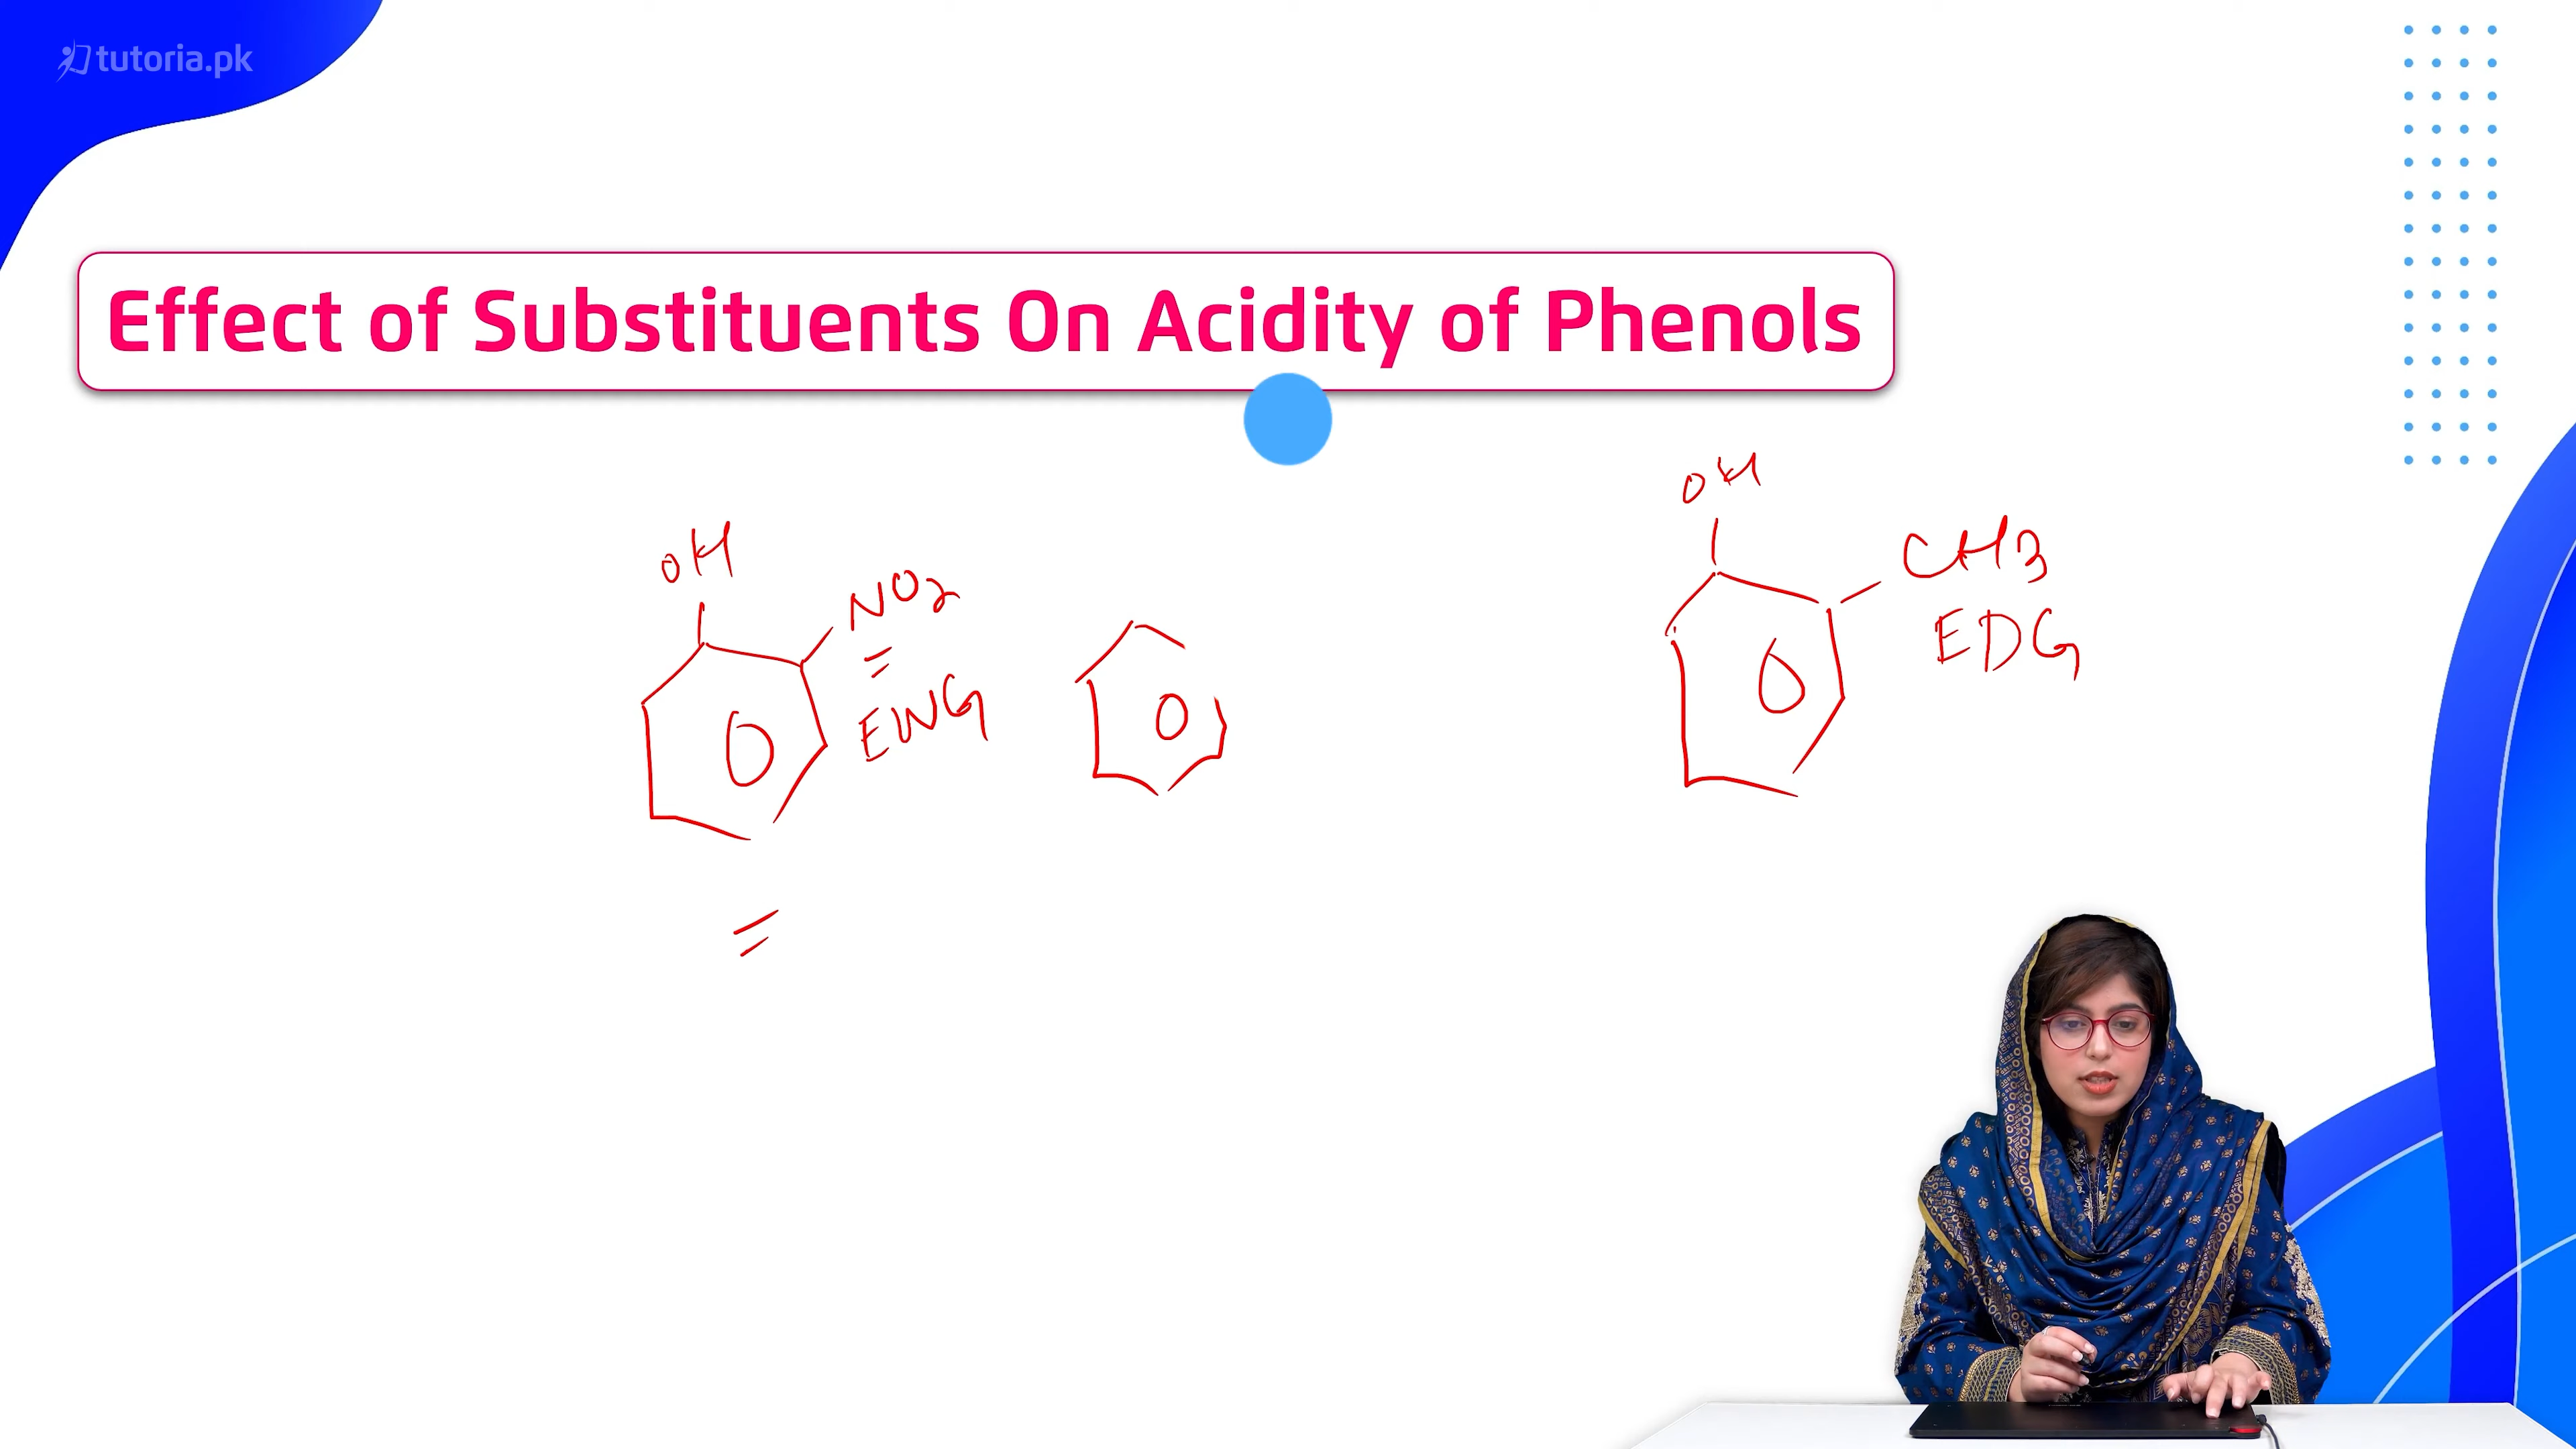 tutoria.pk
Effect of Substituents On Acidity of Phenols
OH
NO2
EWG
OH
CH3
EDG